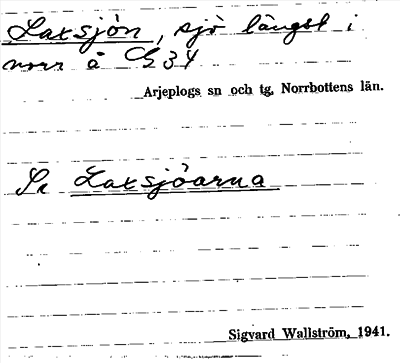 Laxsjön, sjö längst i
norr å G 34
Arjeplogs sn och tg, Norrbottens län.
Se Laxsjöarna
Sigvard Wallström, 1941.